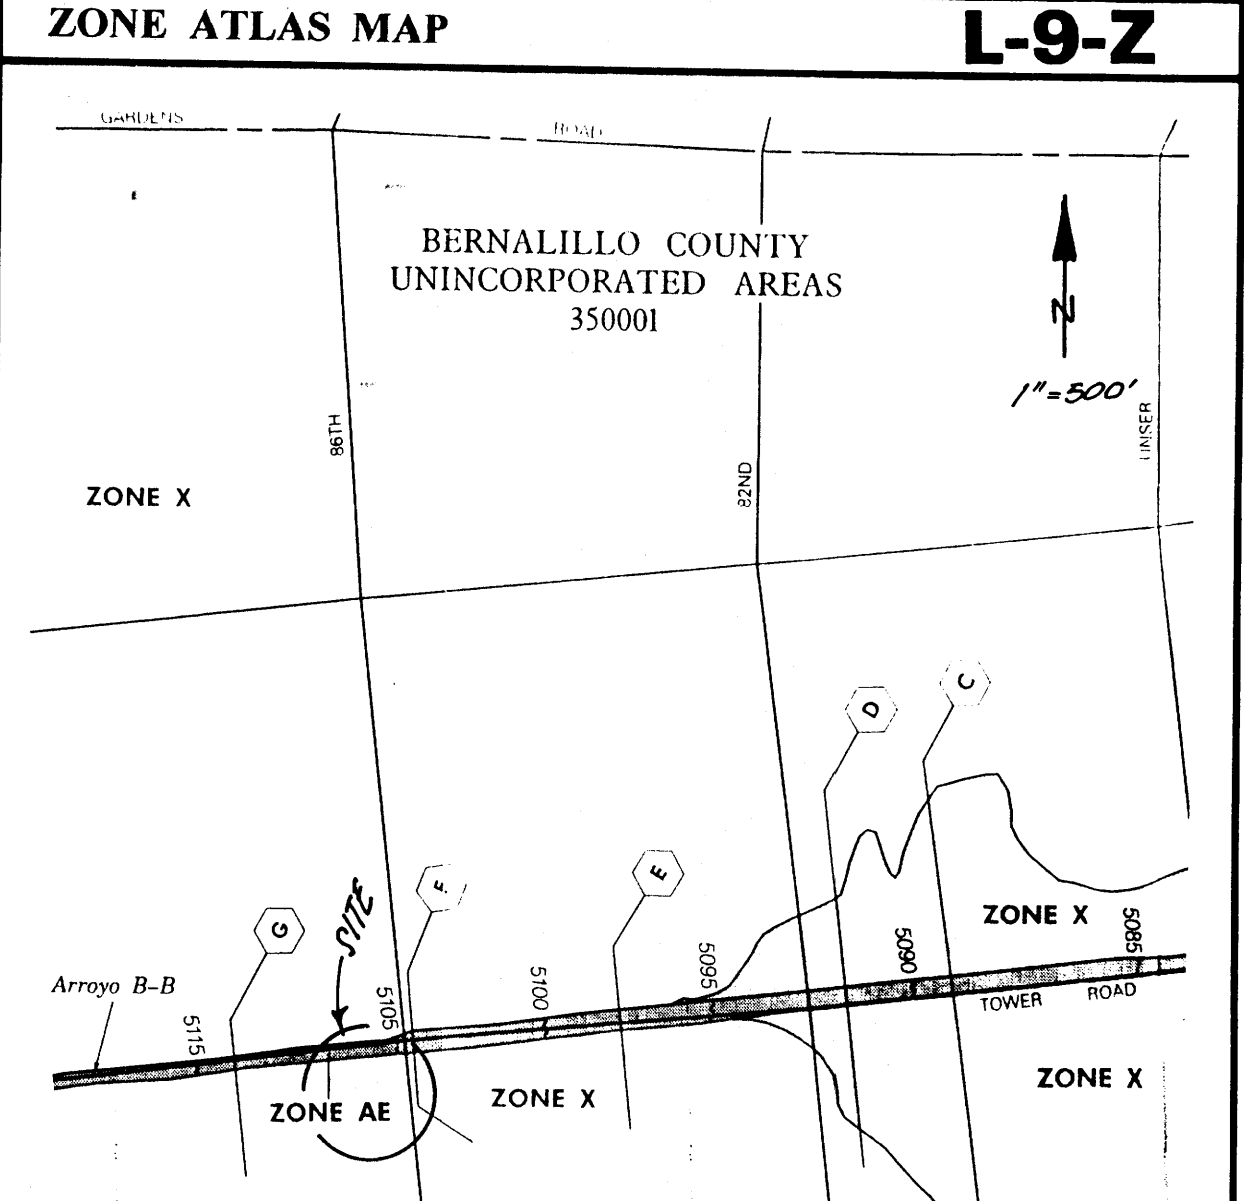 ZONE ATLAS MAP
L-9-Z
GARDENS
ROAD
BERNALILLO COUNTY
UNINCORPORATED AREAS
350001
N
1"=500'
86TH
82ND
UNSER
ZONE X
C
D
E
F
G
SITE
ZONE X
5085
5090
5095
5100
5105
5115
Arroyo B-B
TOWER ROAD
ZONE AE
ZONE X
ZONE X